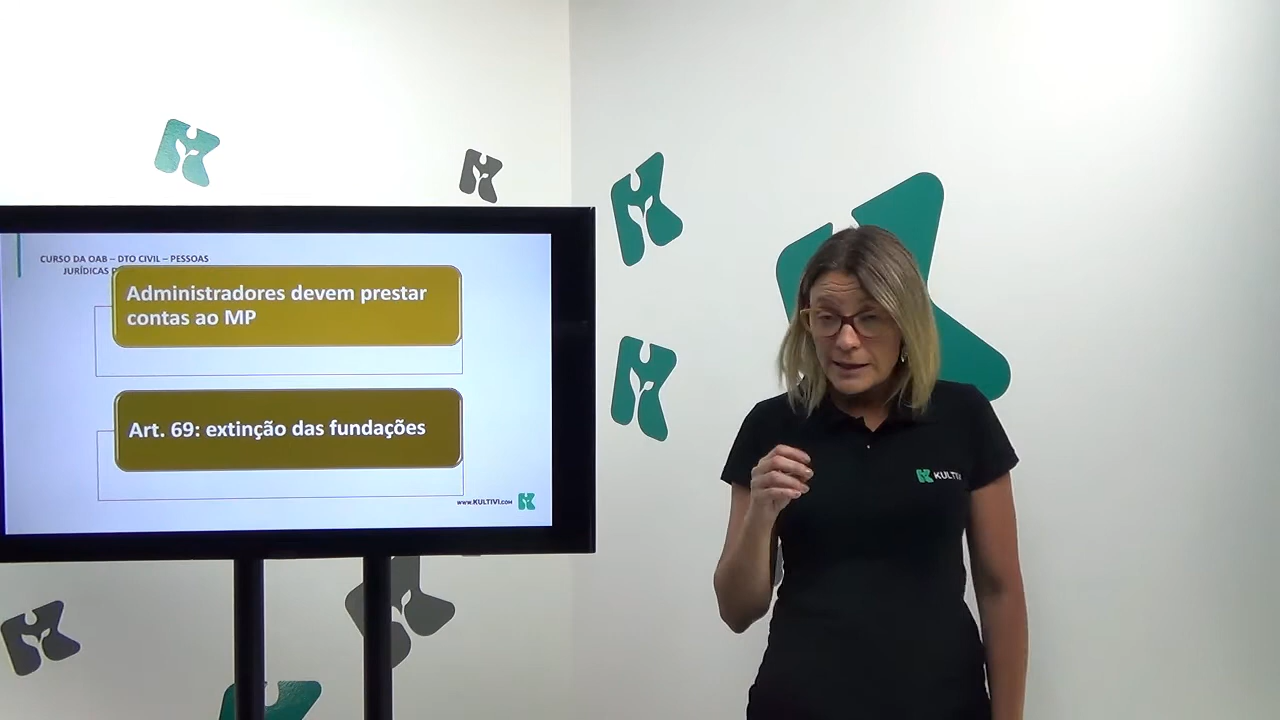 CURSO DA OAB – DTO CIVIL – PESSOAS
JURÍDICAS
Administradores devem prestar
contas ao MP
Art. 69: extinção das fundações
www.KULTIVI.COM
KULTIVI